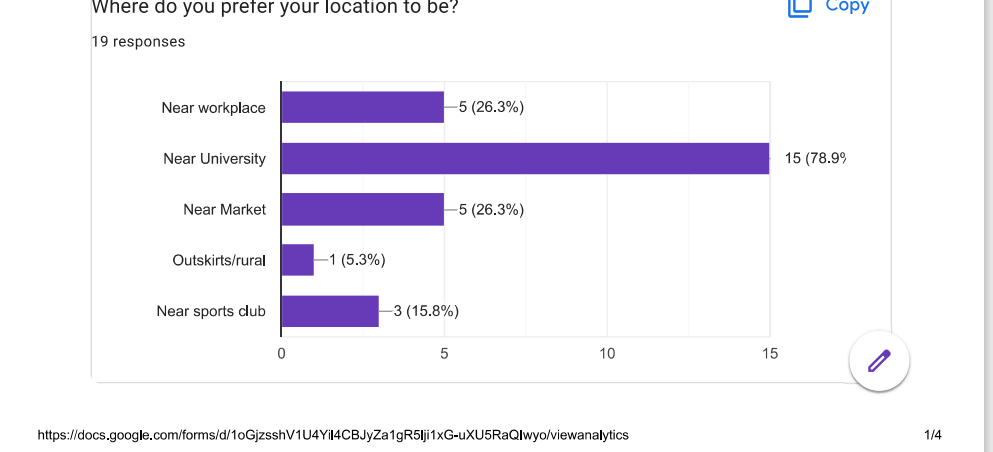 Where do you prefer your location to be?
Copy
19 responses
Near workplace 5 (26.3%)
Near University 15 (78.9%
Near Market 5 (26.3%)
Outskirts/rural 1 (5.3%)
Near sports club 3 (15.8%)
0 5 10 15
https://docs.google.com/forms/d/1oGjzsshV1U4Yil4CBJyZa1gR5lji1xG-uXU5RaQIwyo/viewanalytics 1/4